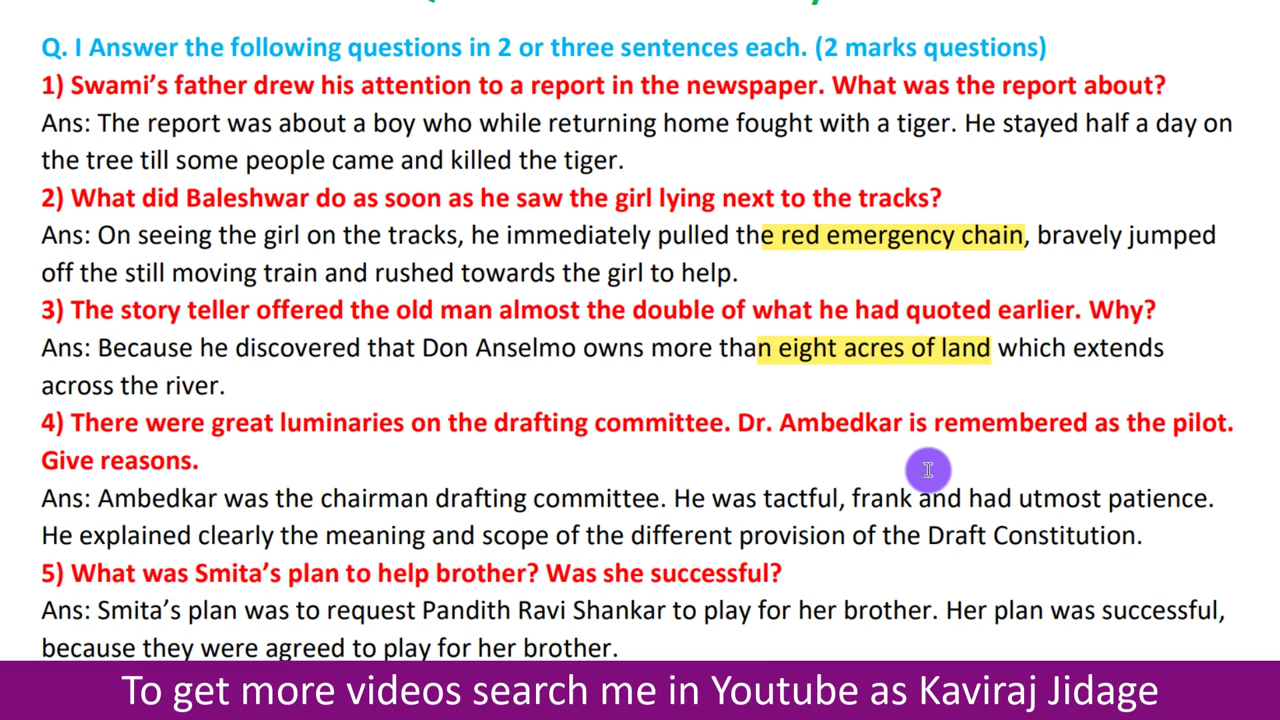 Q. I Answer the following questions in 2 or three sentences each. (2 marks questions)
1) Swami’s father drew his attention to a report in the newspaper. What was the report about?
Ans: The report was about a boy who while returning home fought with a tiger. He stayed half a day on
the tree till some people came and killed the tiger.
2) What did Baleshwar do as soon as he saw the girl lying next to the tracks?
Ans: On seeing the girl on the tracks, he immediately pulled the red emergency chain, bravely jumped
off the still moving train and rushed towards the girl to help.
3) The story teller offered the old man almost the double of what he had quoted earlier. Why?
Ans: Because he discovered that Don Anselmo owns more than eight acres of land which extends
across the river.
4) There were great luminaries on the drafting committee. Dr. Ambedkar is remembered as the pilot.
Give reasons.
Ans: Ambedkar was the chairman drafting committee. He was tactful, frank and had utmost patience.
He explained clearly the meaning and scope of the different provision of the Draft Constitution.
5) What was Smita’s plan to help brother? Was she successful?
Ans: Smita’s plan was to request Pandith Ravi Shankar to play for her brother. Her plan was successful,
because they were agreed to play for her brother.
To get more videos search me in Youtube as Kaviraj Jidage